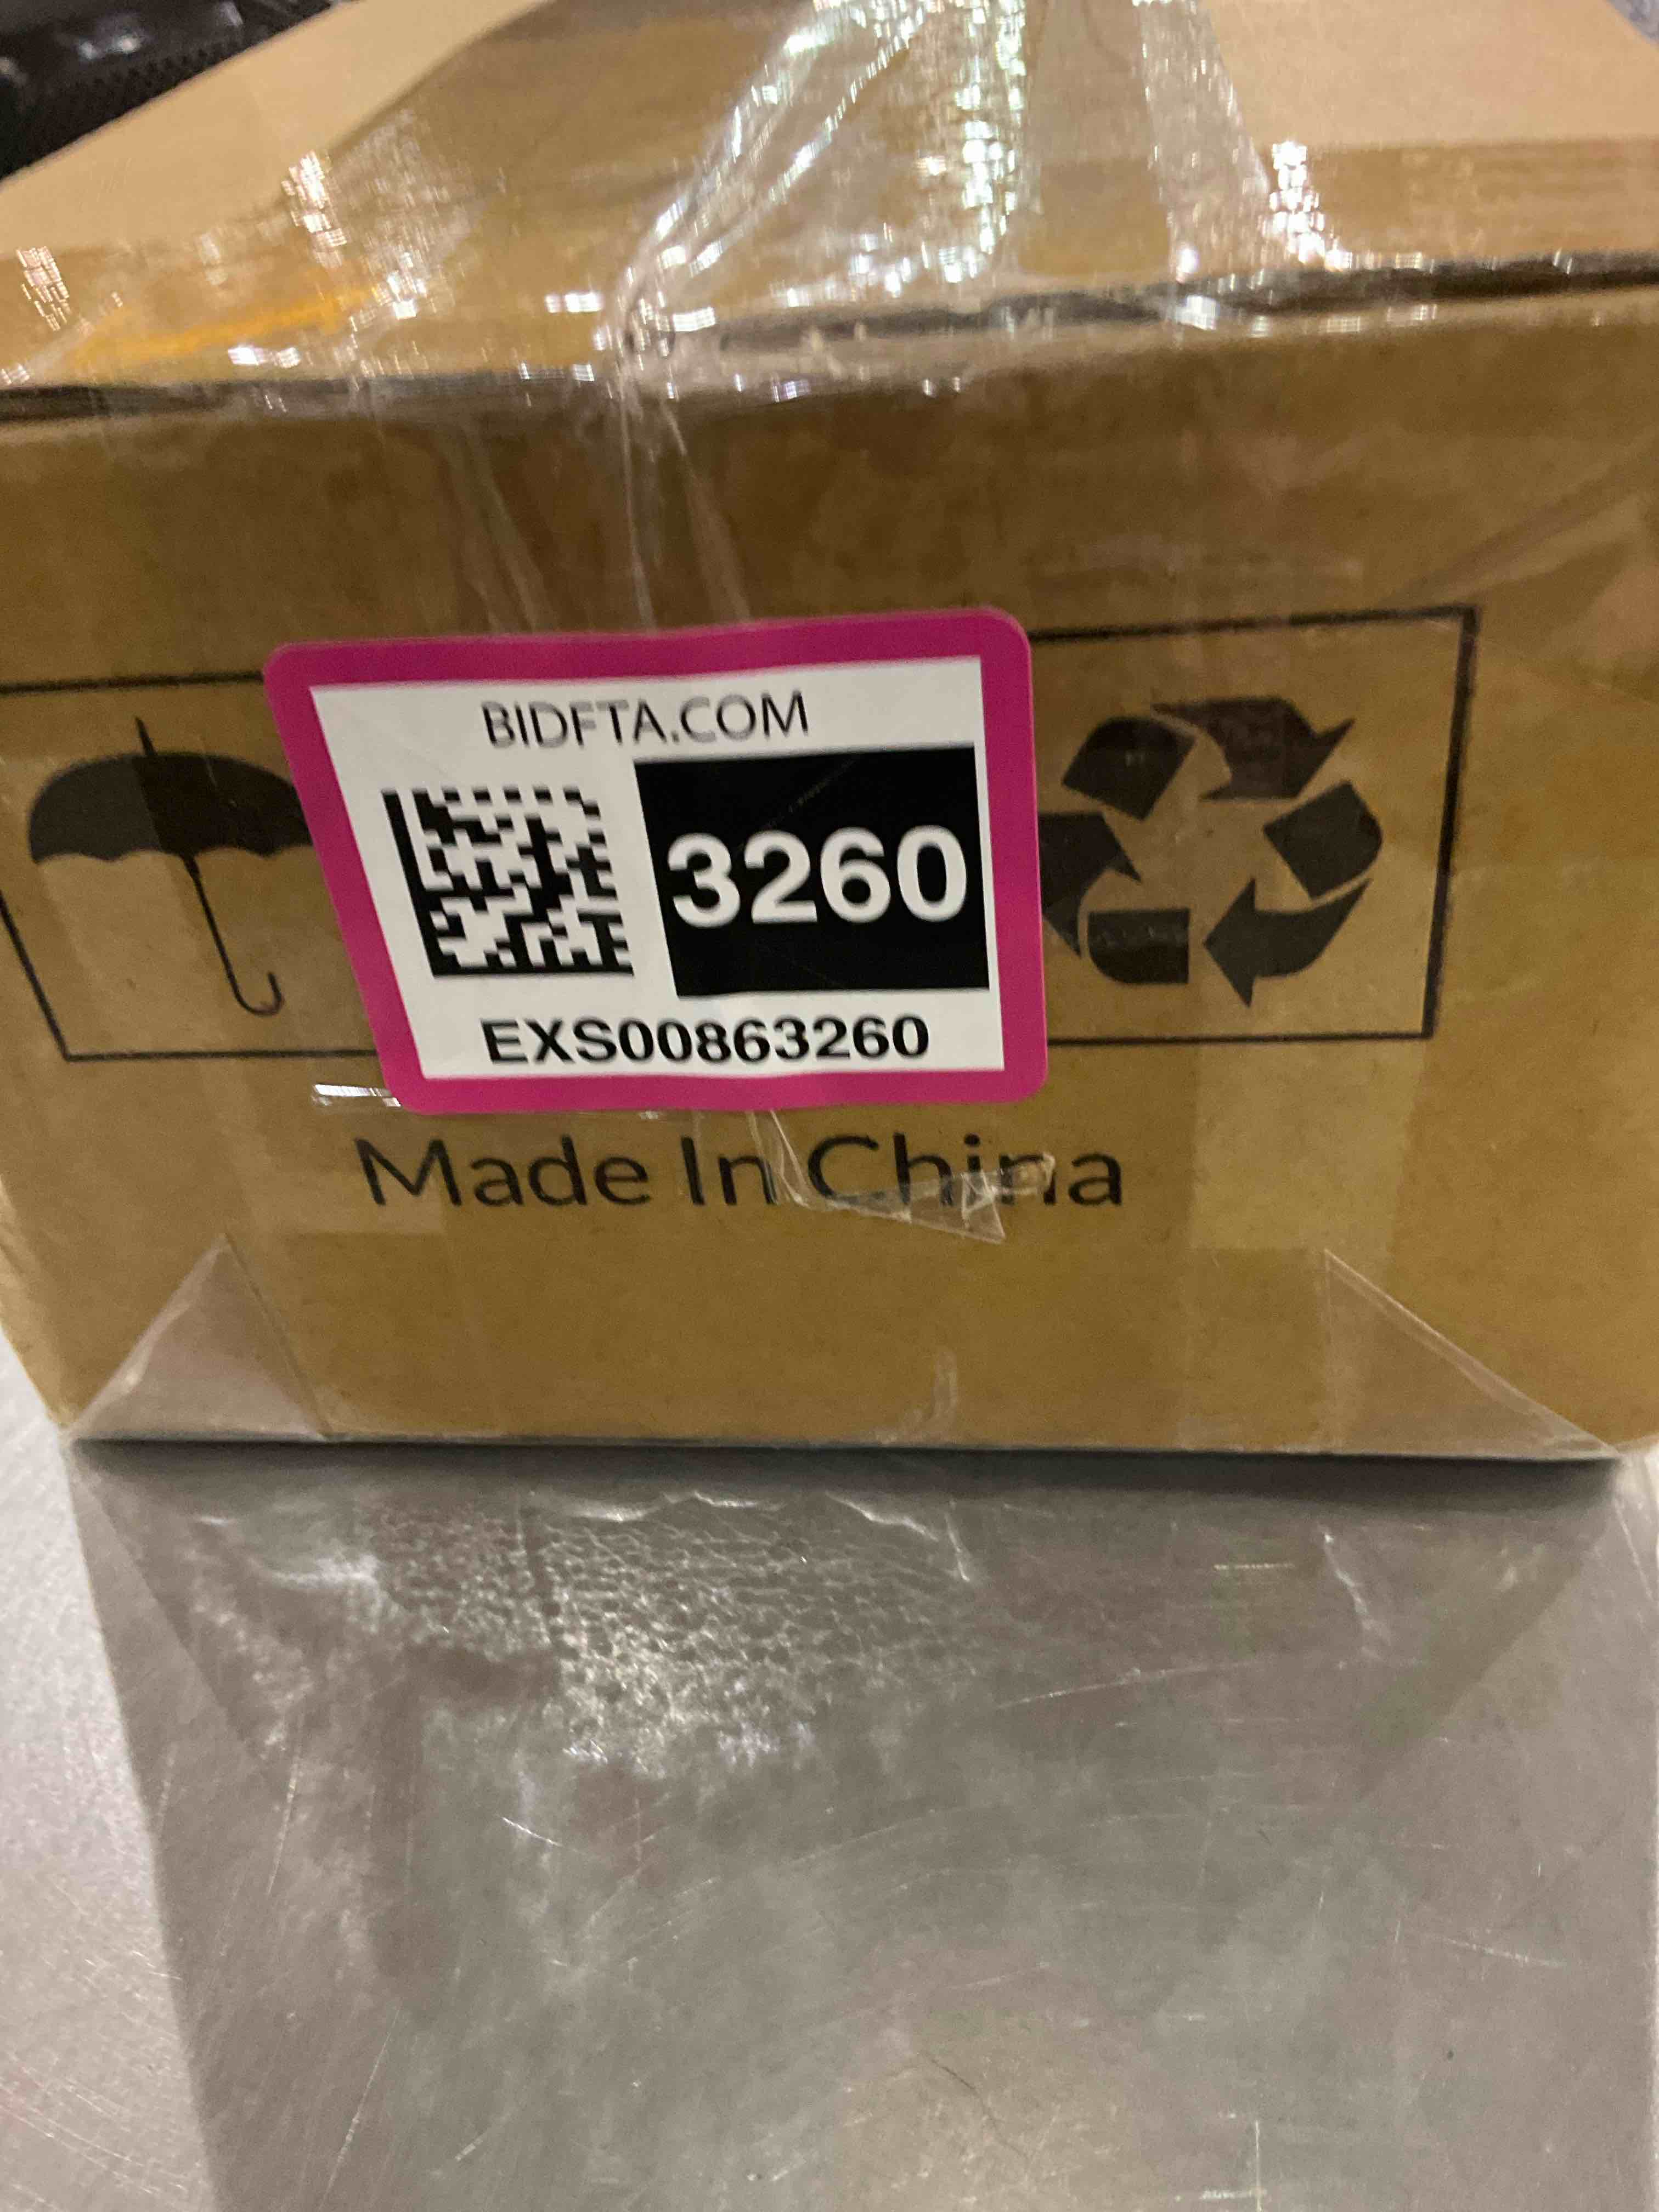 BIDFTA.COM
3260
EXS00863260
Made In China